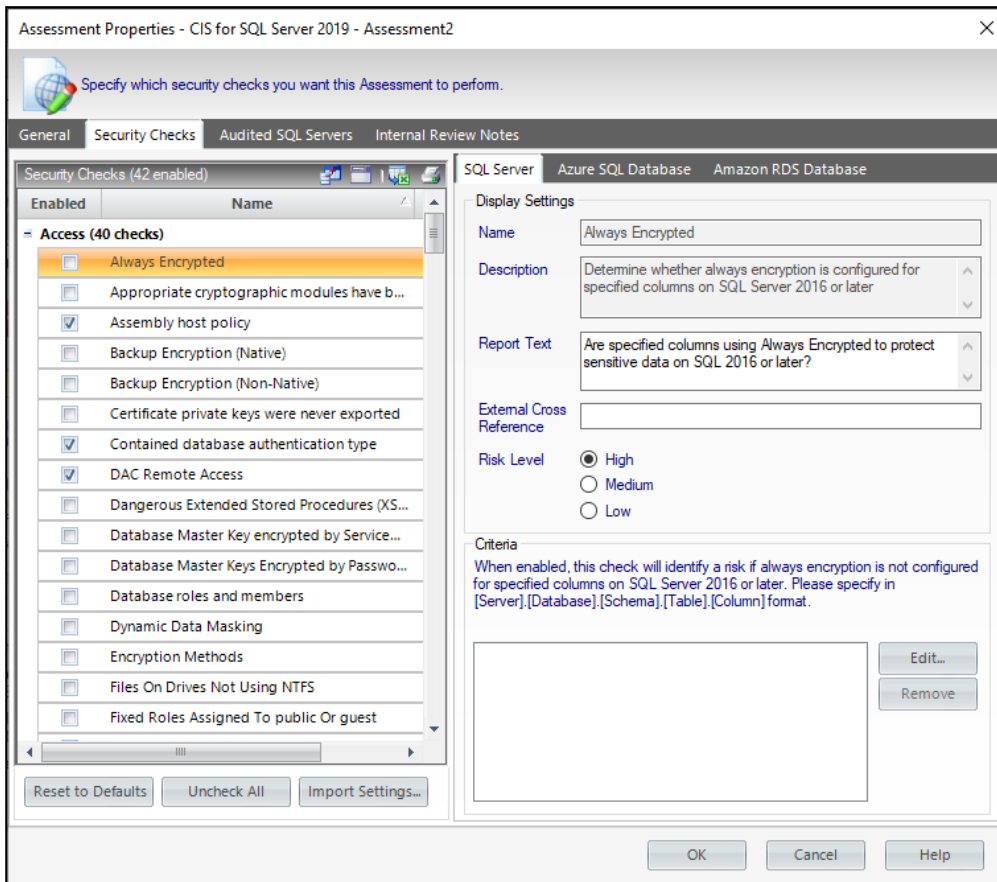 Assessment Properties - CIS for SQL Server 2019 - Assessment2
Specify which security checks you want this Assessment to perform.
General Security Checks Audited SQL Servers Internal Review Notes
Security Checks (42 enabled)
Enabled Name
Access (40 checks)
Always Encrypted
Appropriate cryptographic modules have b...
Assembly host policy
Backup Encryption (Native)
Backup Encryption (Non-Native)
Certificate private keys were never exported
Contained database authentication type
DAC Remote Access
Dangerous Extended Stored Procedures (XS...
Database Master Key encrypted by Service...
Database Master Keys Encrypted by Passwo...
Database roles and members
Dynamic Data Masking
Encryption Methods
Files On Drives Not Using NTFS
Fixed Roles Assigned To public Or guest
Reset to Defaults Uncheck All Import Settings...
SQL Server Azure SQL Database Amazon RDS Database
Display Settings
Name Always Encrypted
Description Determine whether always encryption is configured for
specified columns on SQL Server 2016 or later
Report Text Are specified columns using Always Encrypted to protect
sensitive data on SQL 2016 or later?
External Cross
Reference
Risk Level High
Medium
Low
Criteria
When enabled, this check will identify a risk if always encryption is not configured
for specified columns on SQL Server 2016 or later. Please specify in
[Server].[Database].[Schema].[Table].[Column] format.
Edit...
Remove
OK Cancel Help